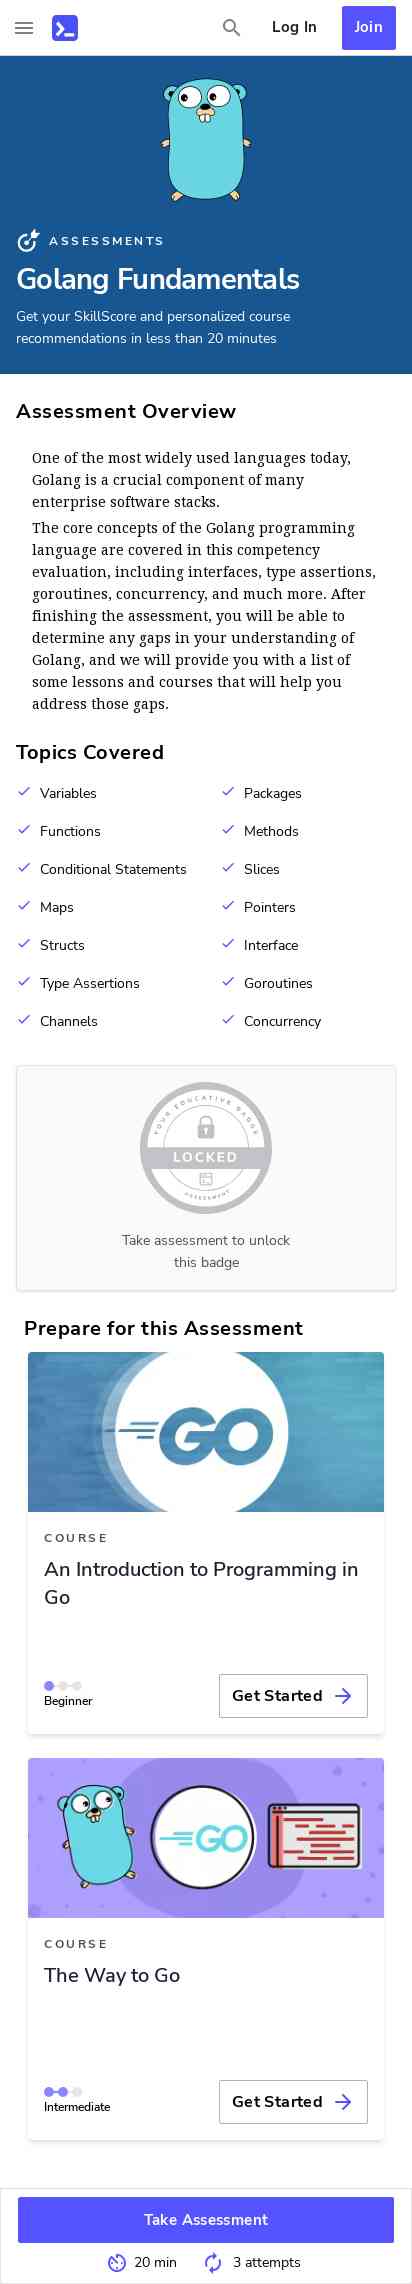 Log In
Join
ASSESSMENTS
Golang Fundamentals
Get your SkillScore and personalized course
recommendations in less than 20 minutes
Assessment Overview
One of the most widely used languages today,
Golang is a crucial component of many
enterprise software stacks.
The core concepts of the Golang programming
language are covered in this competency
evaluation, including interfaces, type assertions,
goroutines, concurrency, and much more. After
finishing the assessment, you will be able to
determine any gaps in your understanding of
Golang, and we will provide you with a list of
some lessons and courses that will help you
address those gaps.
Topics Covered
Variables
Packages
Functions
Methods
Conditional Statements
Slices
Maps
Pointers
Structs
Interface
Type Assertions
Goroutines
Channels
Concurrency
YOUR EDUCATIVE BADGE
LOCKED
ASSESSMENT
Take assessment to unlock
this badge
Prepare for this Assessment
GO
COURSE
An Introduction to Programming in
Go
Beginner
Get Started
GO
COURSE
The Way to Go
Intermediate
Get Started
Take Assessment
20 min
3 attempts